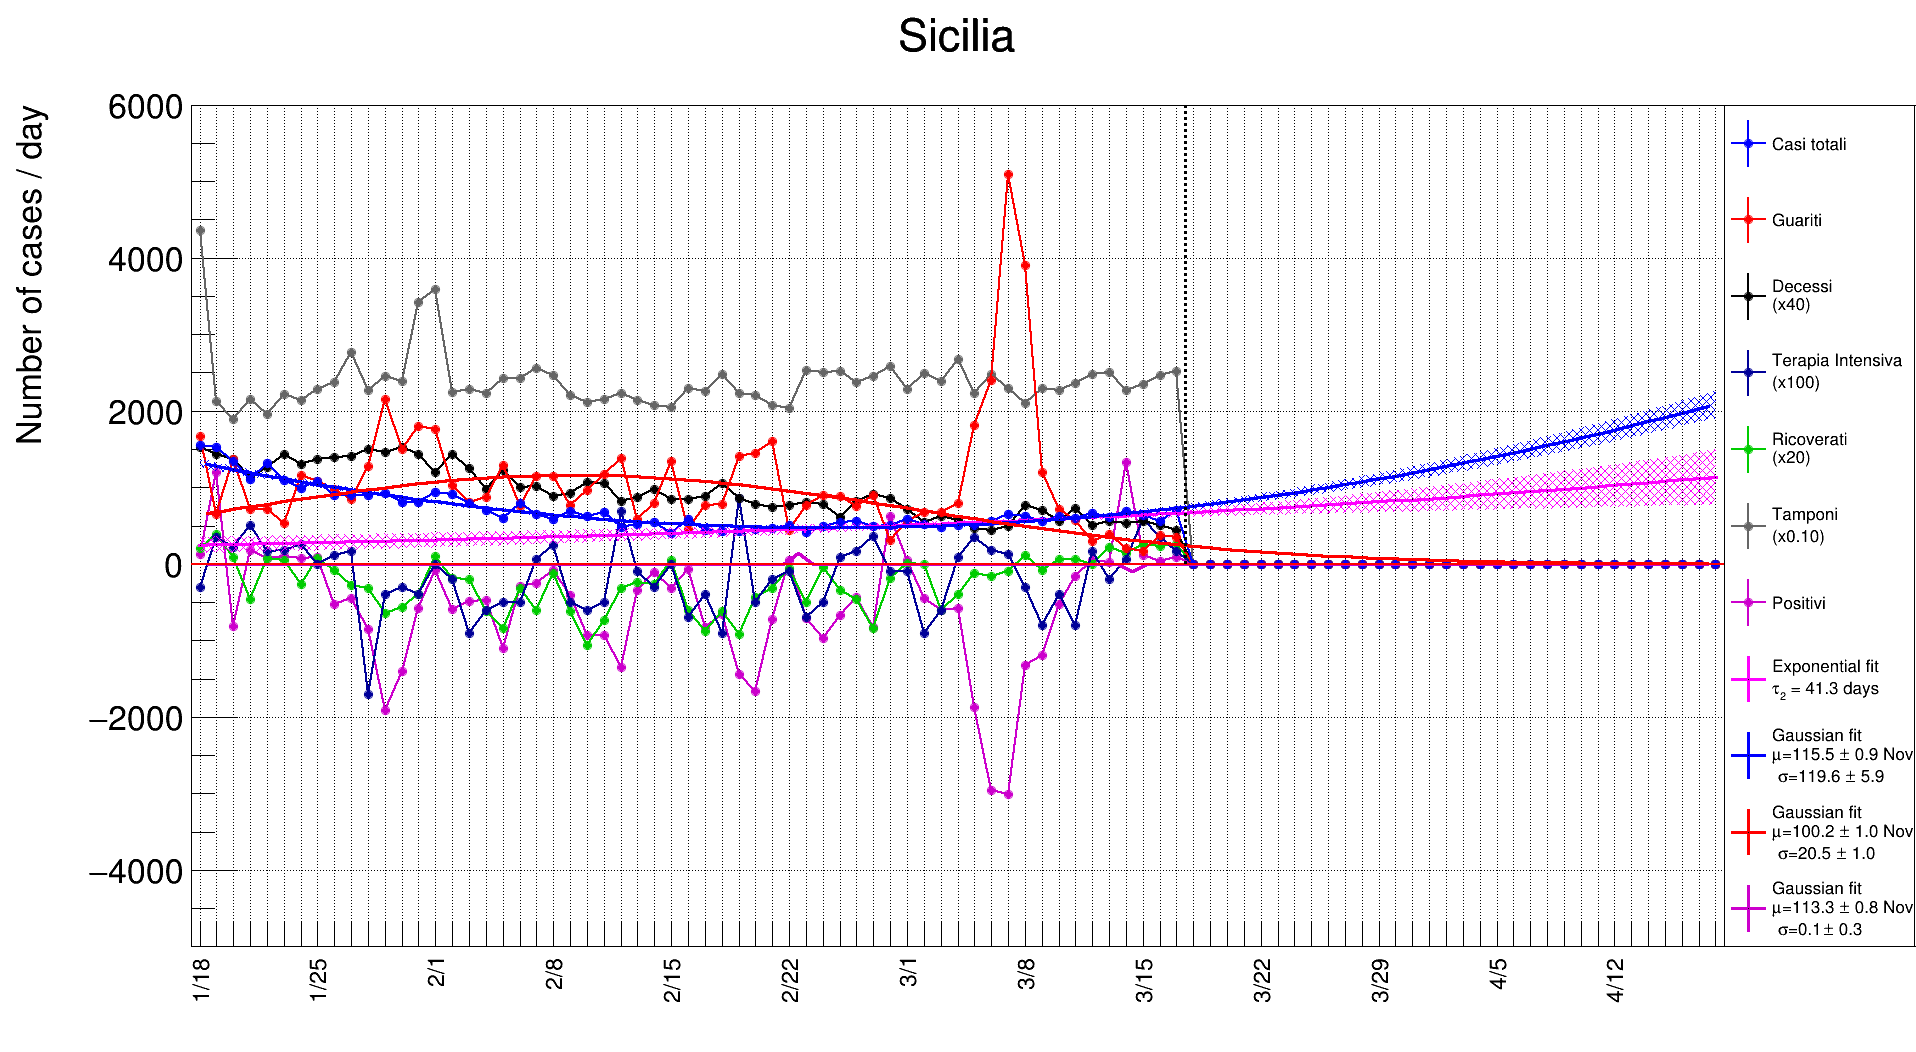 Sicilia
Number of cases / day
6000
4000
2000
0
−2000
−4000
1/18
1/25
2/1
2/8
2/15
2/22
3/1
3/8
3/15
3/22
3/29
4/5
4/12
Casi totali
Guariti
Decessi
(x40)
Terapia Intensiva
(x100)
Ricoverati
(x20)
Tamponi
(x0.10)
Positivi
Exponential fit
τ2 = 41.3 days
Gaussian fit
μ=115.5 ± 0.9 Nov
σ=119.6 ± 5.9
Gaussian fit
μ=100.2 ± 1.0 Nov
σ=20.5 ± 1.0
Gaussian fit
μ=113.3 ± 0.8 Nov
σ=0.1 ± 0.3